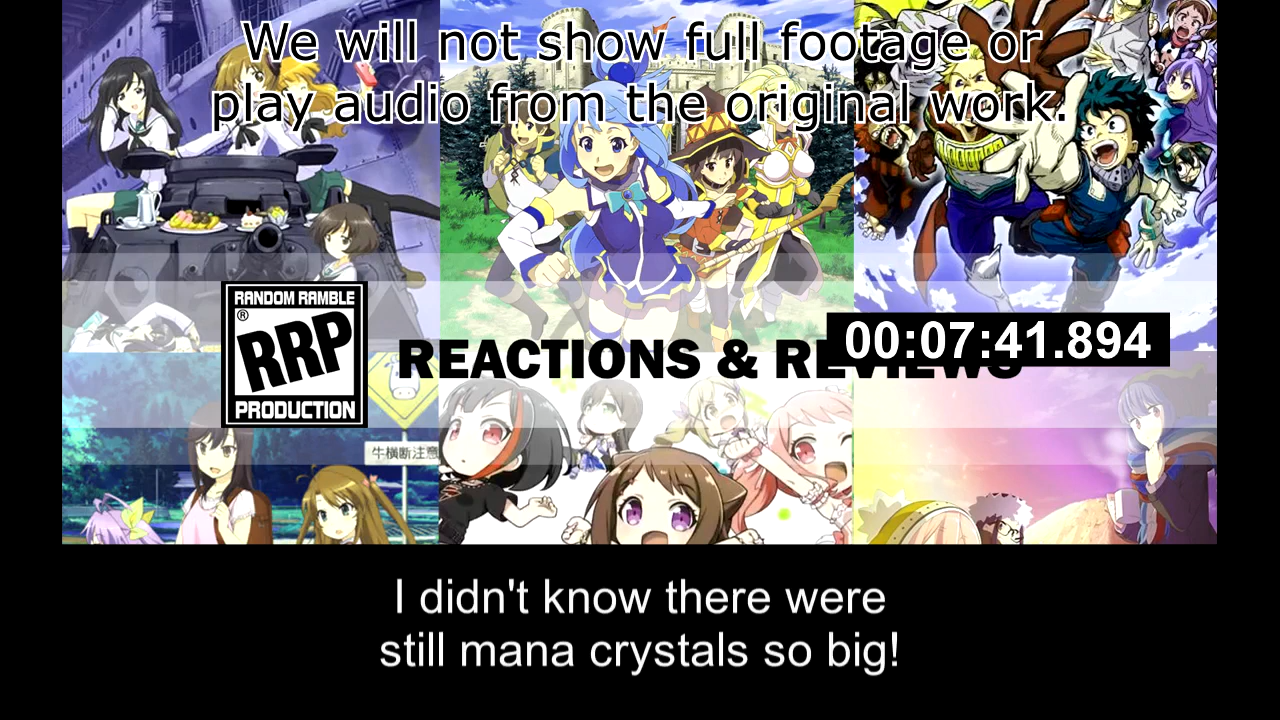 We will not show full footage or
play audio from the original work.
RANDOM RAMBLE
®
RRP
PRODUCTION
REACTIONS & REVIEWS
00:07:41.894
牛横断注意
I didn't know there were
still mana crystals so big!